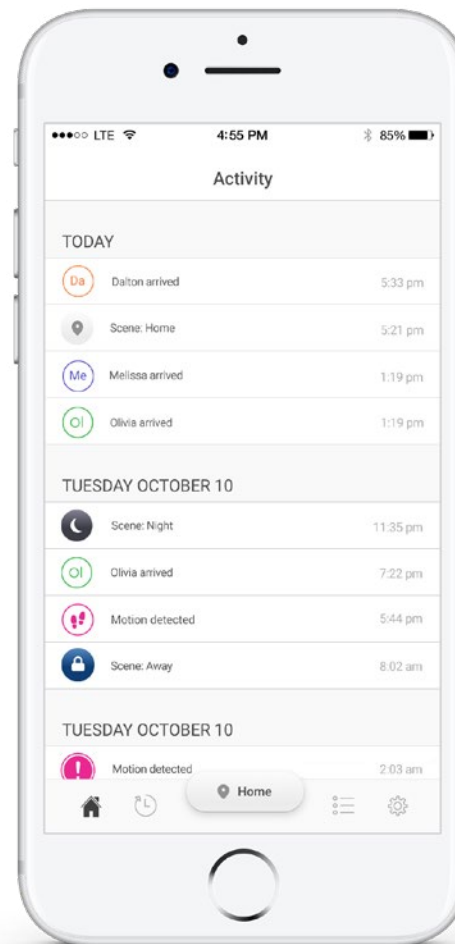 LTE 4:55 PM 85%
Activity
TODAY
Da Dalton arrived 5:33 pm
Scene: Home 5:21 pm
Me Melissa arrived 1:19 pm
Ol Olivia arrived 1:19 pm
TUESDAY OCTOBER 10
Scene: Night 11:35 pm
Ol Olivia arrived 7:22 pm
Motion detected 5:44 pm
Scene: Away 8:02 am
TUESDAY OCTOBER 10
! Motion detected 2:03 am
Home